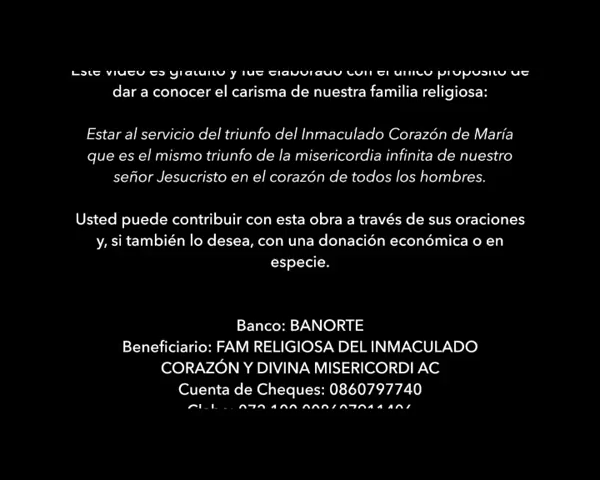 Este video es gratuito y fue elaborado con el único propósito de
dar a conocer el carisma de nuestra familia religiosa:
Estar al servicio del triunfo del Inmaculado Corazón de María
que es el mismo triunfo de la misericordia infinita de nuestro
señor Jesucristo en el corazón de todos los hombres.
Usted puede contribuir con esta obra a través de sus oraciones
y, si también lo desea, con una donación económica o en
especie.
Banco: BANORTE
Beneficiario: FAM RELIGIOSA DEL INMACULADO
CORAZÓN Y DIVINA MISERICORDI AC
Cuenta de Cheques: 0860797740